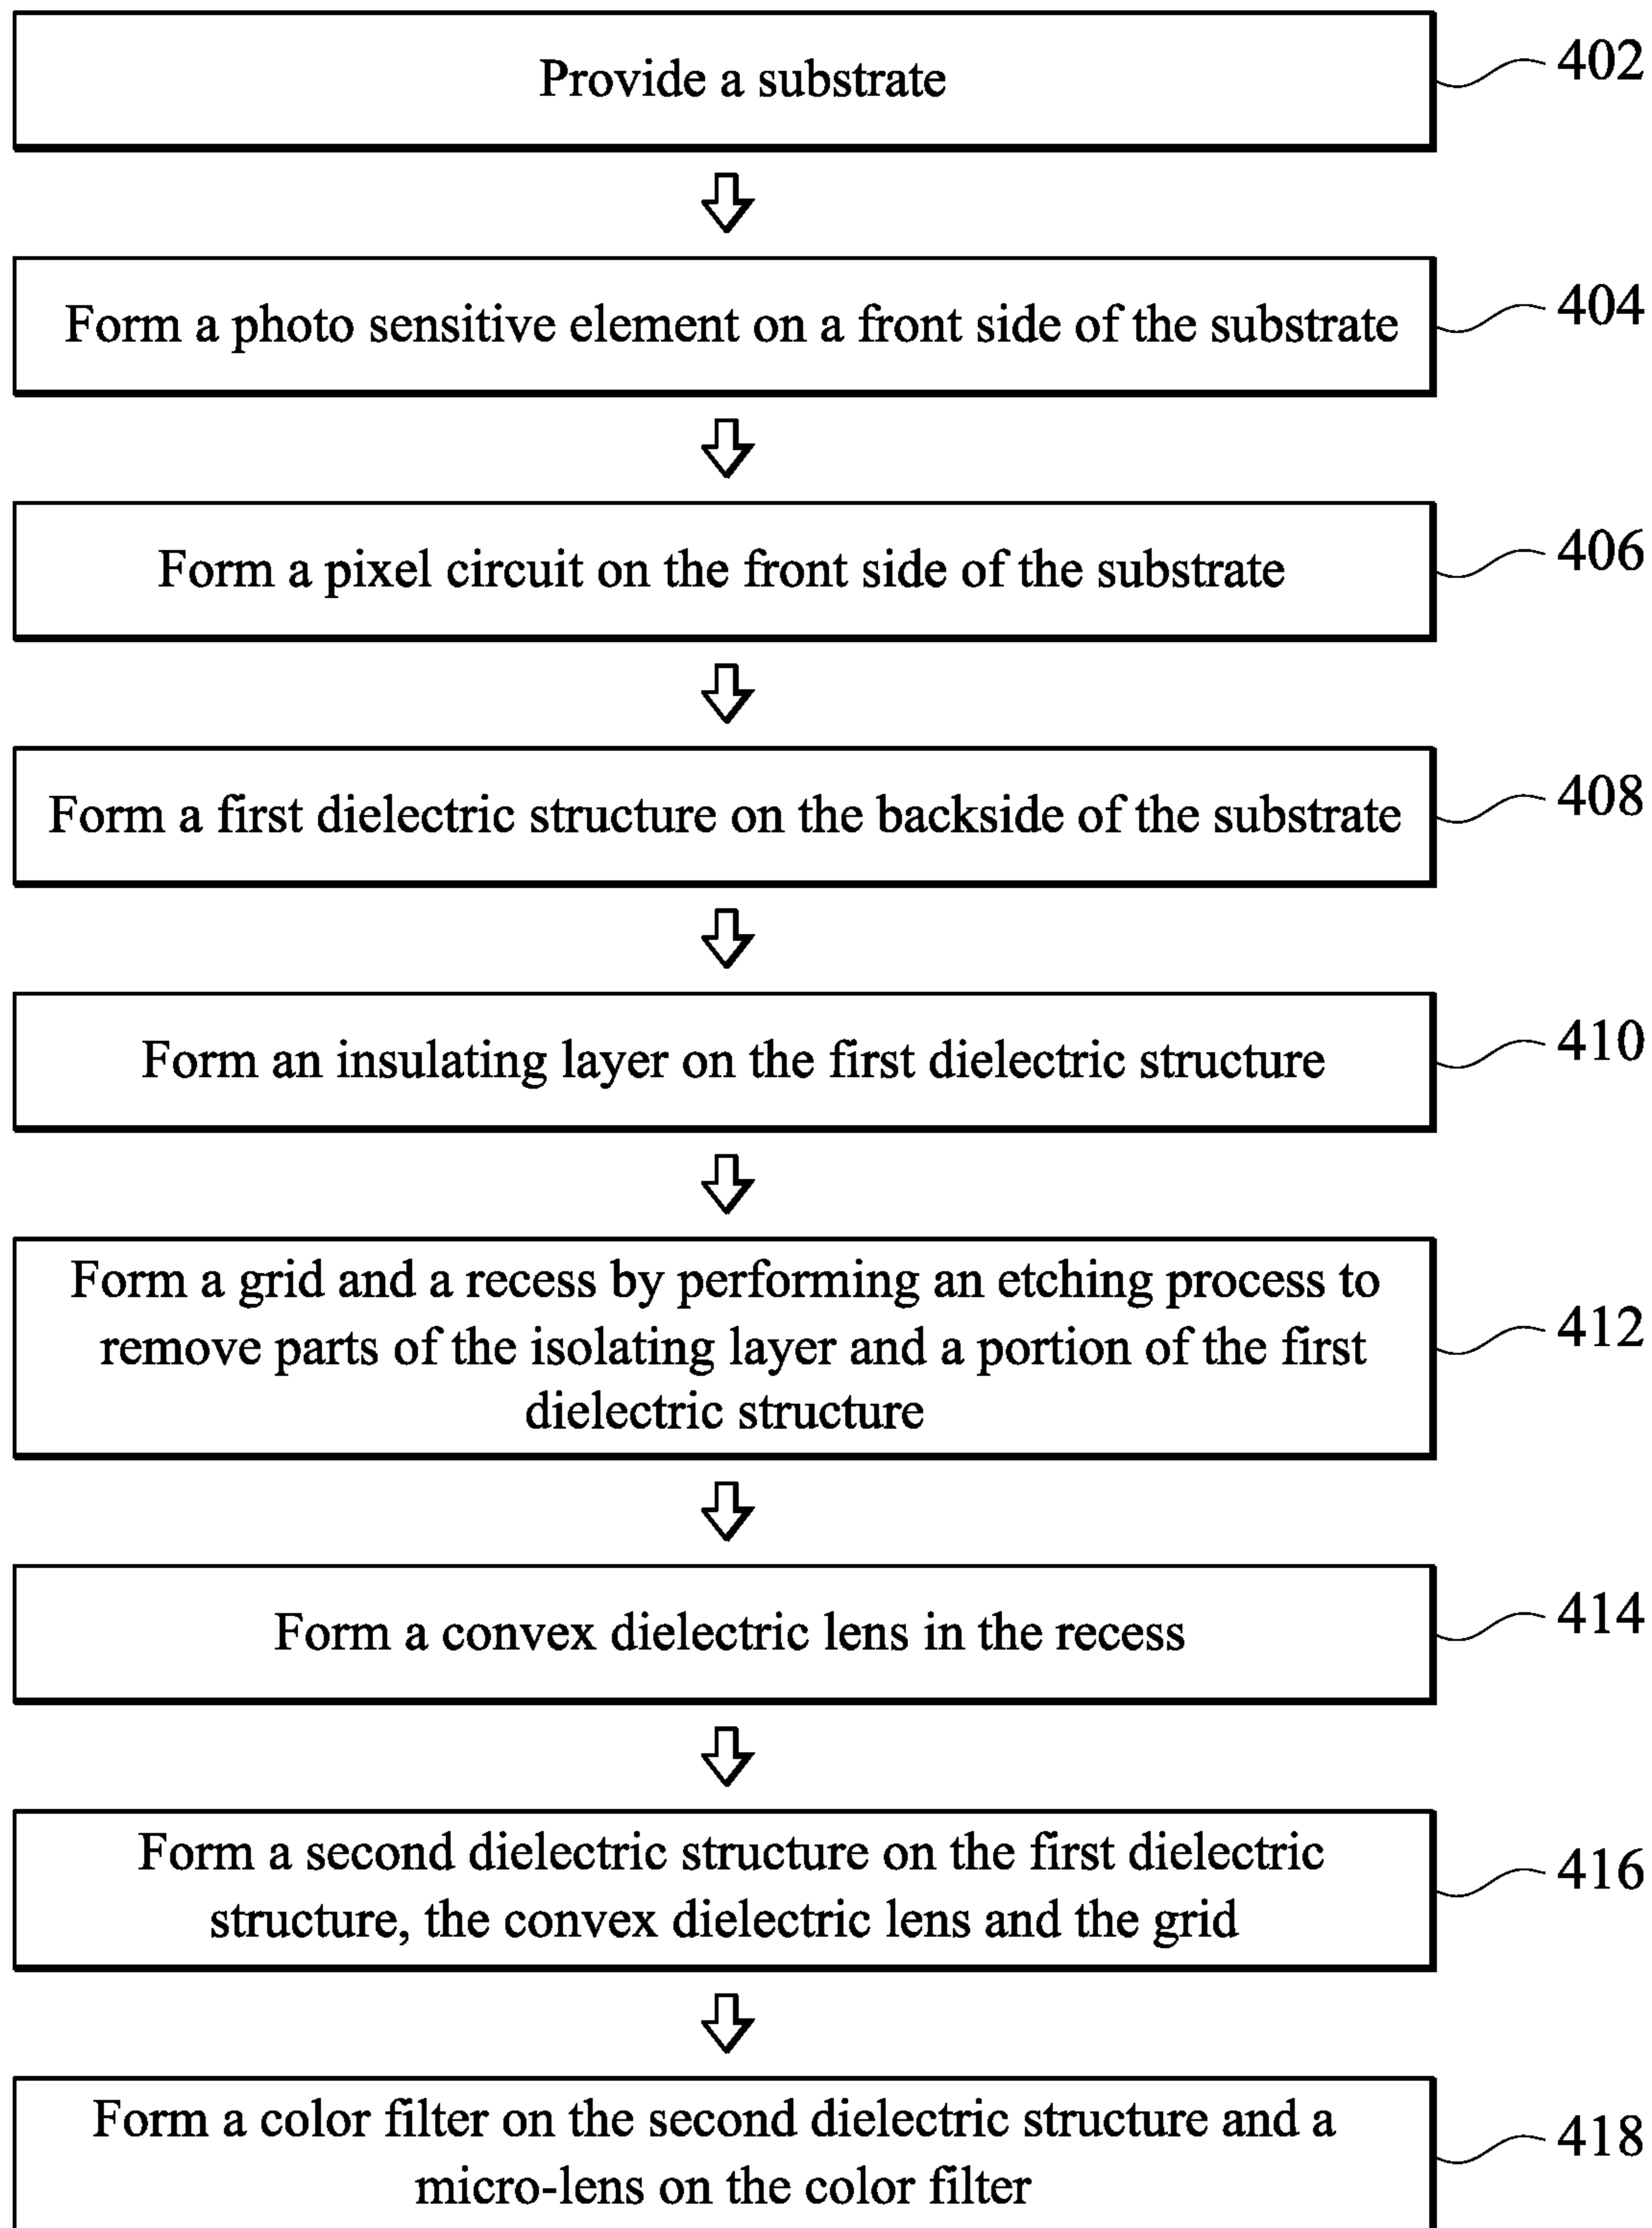 Provide a substrate
402
Form a photo sensitive element on a front side of the substrate
404
Form a pixel circuit on the front side of the substrate
406
Form a first dielectric structure on the backside of the substrate
408
Form an insulating layer on the first dielectric structure
410
Form a grid and a recess by performing an etching process to
remove parts of the isolating layer and a portion of the first
dielectric structure
412
Form a convex dielectric lens in the recess
414
Form a second dielectric structure on the first dielectric
structure, the convex dielectric lens and the grid
416
Form a color filter on the second dielectric structure and a
micro-lens on the color filter
418